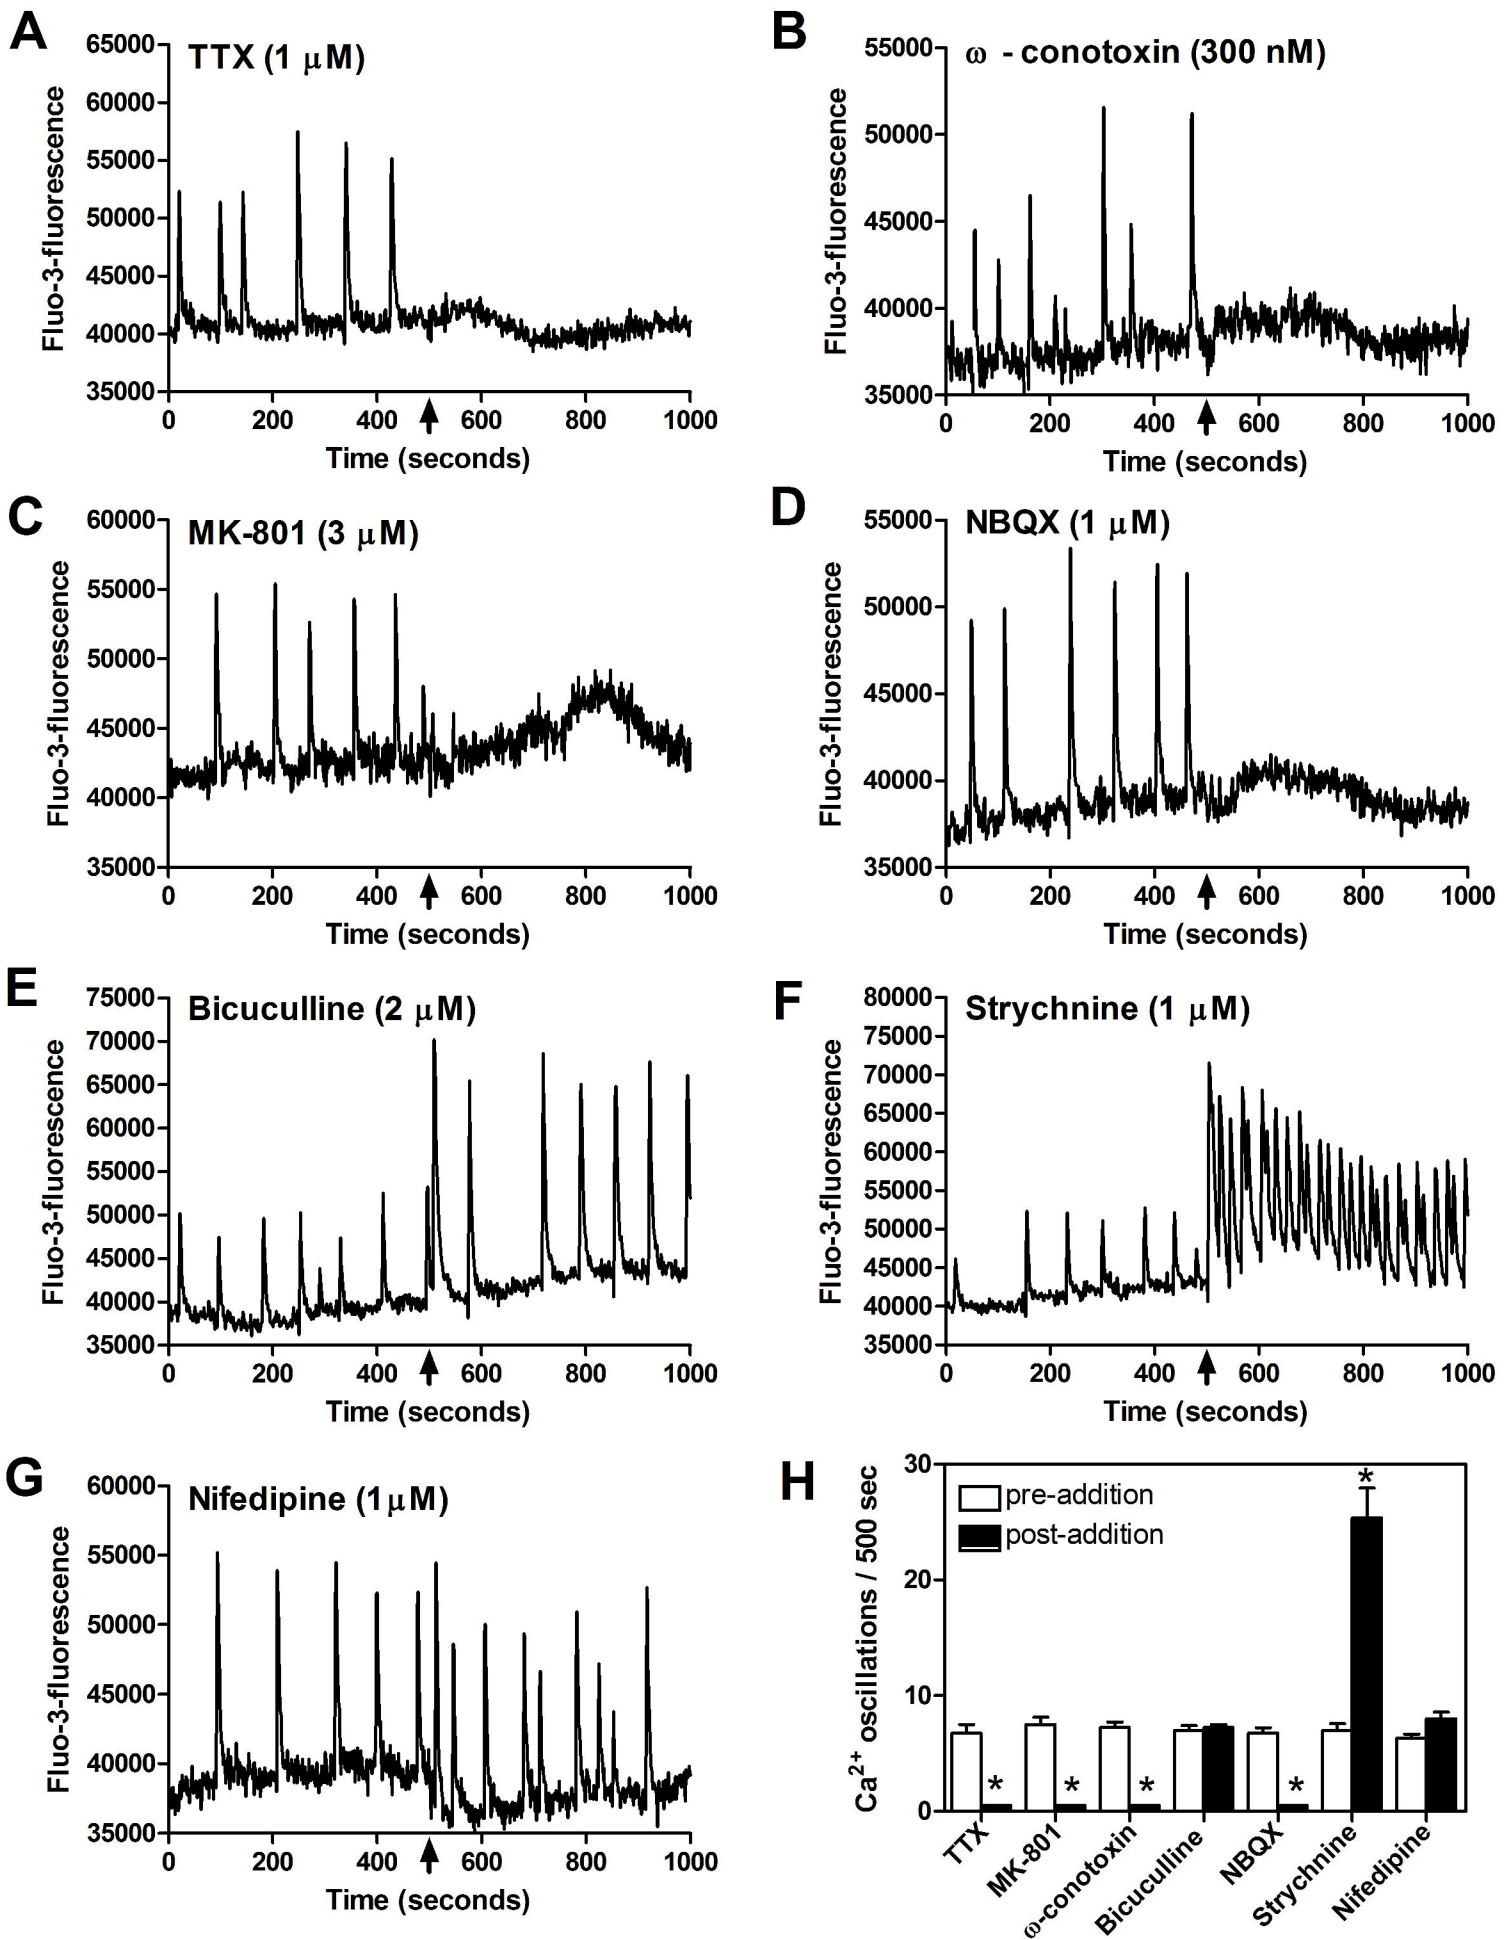 A
TTX (1 μM)
Fluo-3-fluorescence
65000
60000
55000
50000
45000
40000
35000
0 200 400 600 800 1000
Time (seconds)
B
ω - conotoxin (300 nM)
Fluo-3-fluorescence
55000
50000
45000
40000
35000
0 200 400 600 800 1000
Time (seconds)
C
MK-801 (3 μM)
Fluo-3-fluorescence
60000
55000
50000
45000
40000
35000
0 200 400 600 800 1000
Time (seconds)
D
NBQX (1 μM)
Fluo-3-fluorescence
55000
50000
45000
40000
35000
0 200 400 600 800 1000
Time (seconds)
E
Bicuculline (2 μM)
Fluo-3-fluorescence
75000
70000
65000
60000
55000
50000
45000
40000
35000
0 200 400 600 800 1000
Time (seconds)
F
Strychnine (1 μM)
Fluo-3-fluorescence
80000
75000
70000
65000
60000
55000
50000
45000
40000
35000
0 200 400 600 800 1000
Time (seconds)
G
Nifedipine (1μM)
Fluo-3-fluorescence
60000
55000
50000
45000
40000
35000
0 200 400 600 800 1000
Time (seconds)
H
Ca²⁺ oscillations / 500 sec
30
20
10
0
pre-addition
post-addition
* * * * *
TTX
MK-801
ω-conotoxin
Bicuculline
NBQX
Strychnine
Nifedipine